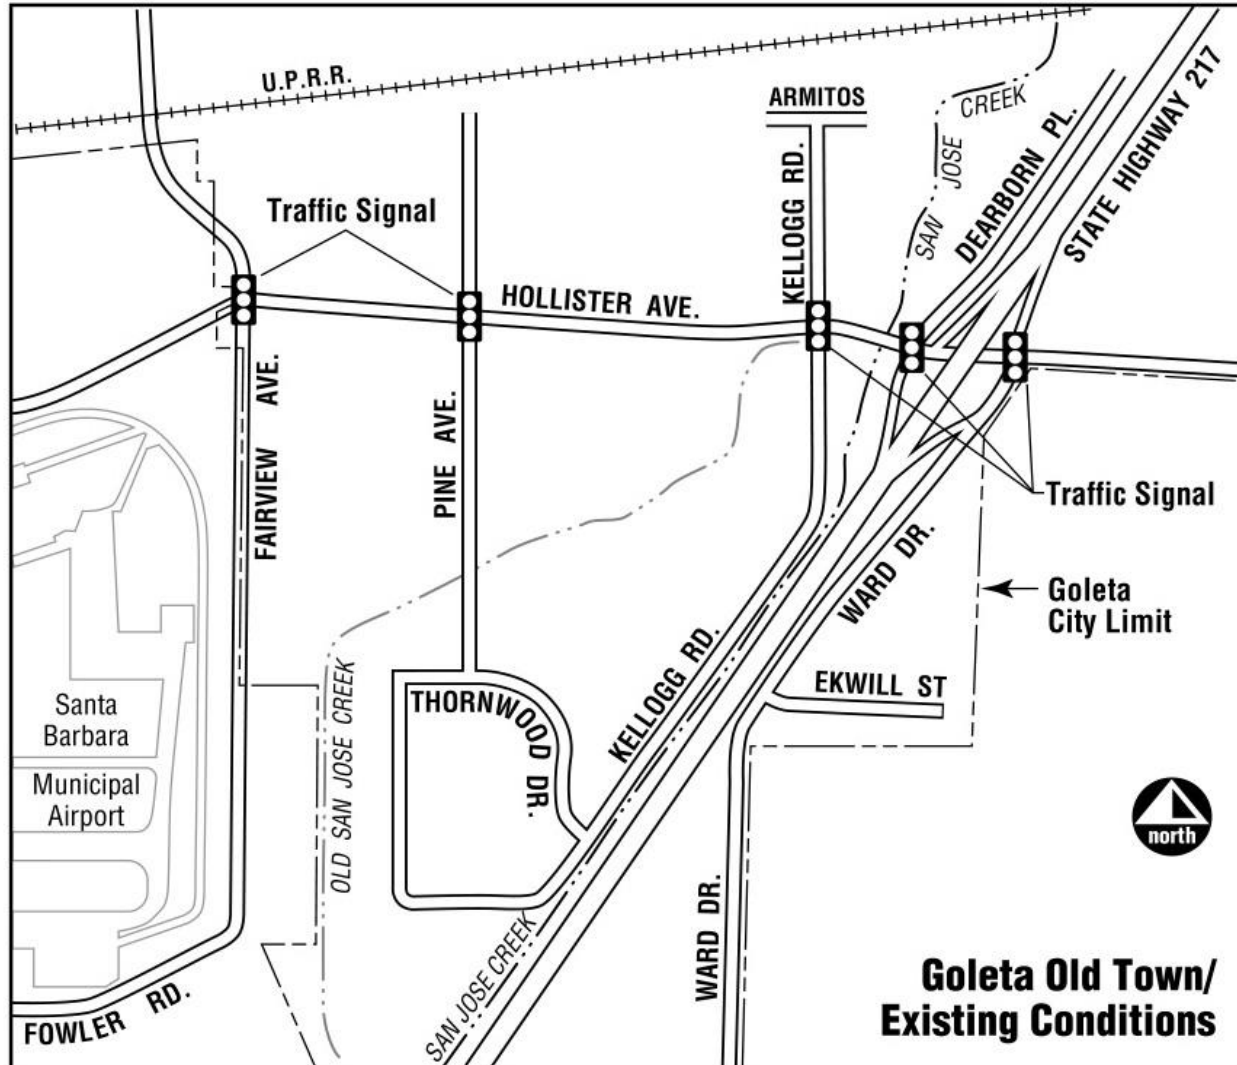 U.P.R.R.
ARMITOS
CREEK
SAN JOSE
DEARBORN PL.
STATE HIGHWAY 217
KELLOGG RD.
Traffic Signal
HOLLISTER AVE.
FAIRVIEW AVE.
PINE AVE.
Traffic Signal
WARD DR.
Goleta
City Limit
KELLOGG RD.
EKWILL ST
THORNWOOD DR.
OLD SAN JOSE CREEK
Santa
Barbara
Municipal
Airport
north
WARD DR.
SAN JOSE CREEK
FOWLER RD.
Goleta Old Town/
Existing Conditions